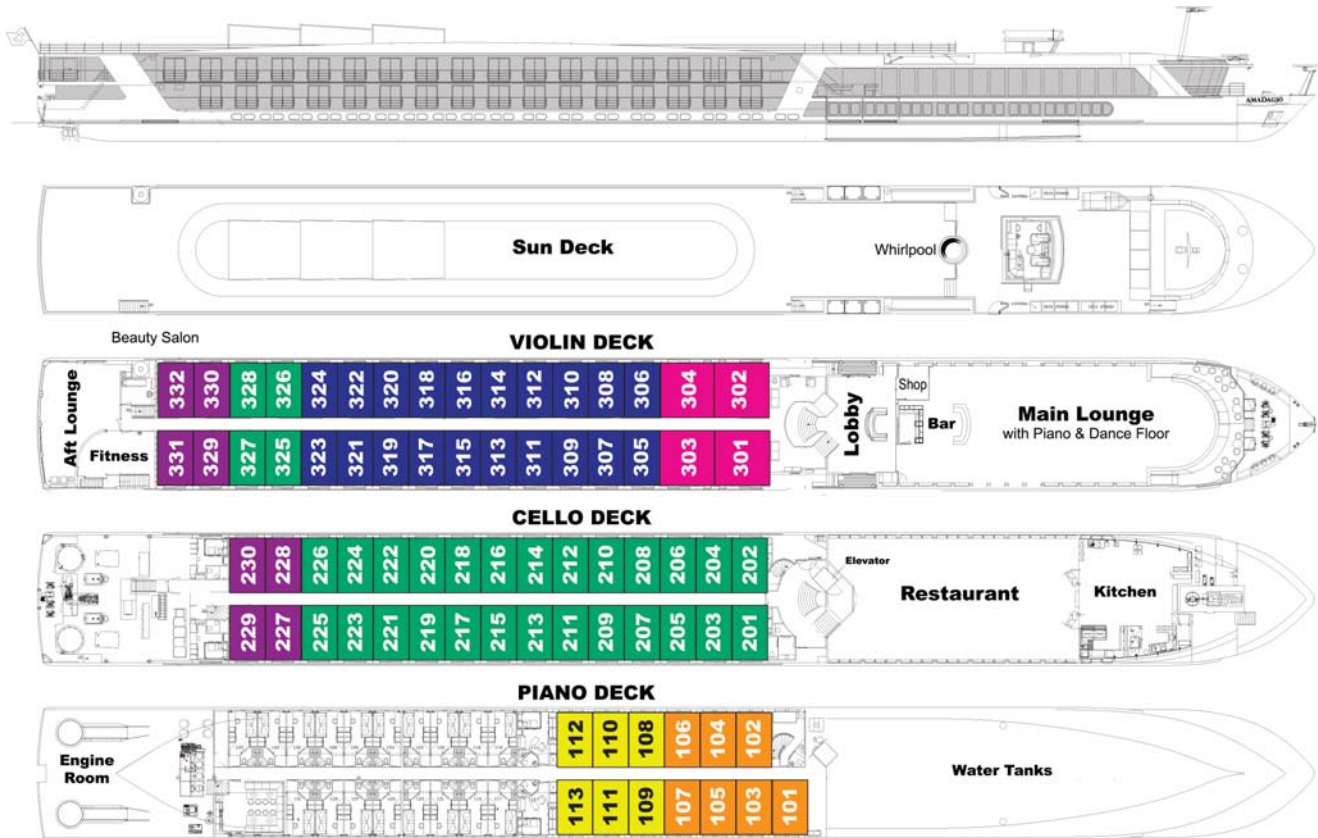 AMADAGIO
Sun Deck
Whirlpool
Beauty Salon
VIOLIN DECK
332 330 328 326 324 322 320 318 316 314 312 310 308 306 304 302
Aft Lounge
Fitness
331 329 327 325 323 321 319 317 315 313 311 309 307 305 303 301
Lobby
Shop
Bar
Main Lounge
with Piano & Dance Floor
CELLO DECK
230 228 226 224 222 220 218 216 214 212 210 208 206 204 202
229 227 225 223 221 219 217 215 213 211 209 207 205 203 201
Elevator
Restaurant
Kitchen
PIANO DECK
Engine
Room
112 110 108 106 104 102
113 111 109 107 105 103 101
Water Tanks